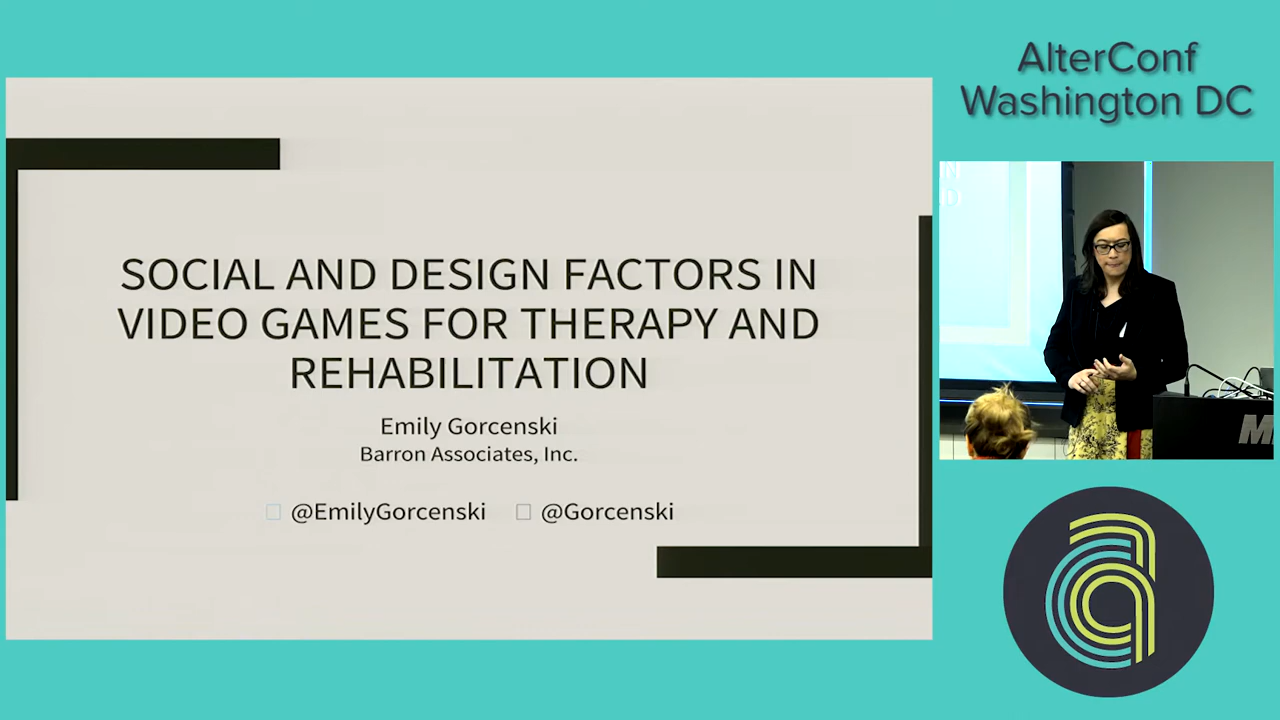 AlterConf
Washington DC
SOCIAL AND DESIGN FACTORS IN
VIDEO GAMES FOR THERAPY AND
REHABILITATION
Emily Gorcenski
Barron Associates, Inc.
@EmilyGorcenski @Gorcenski